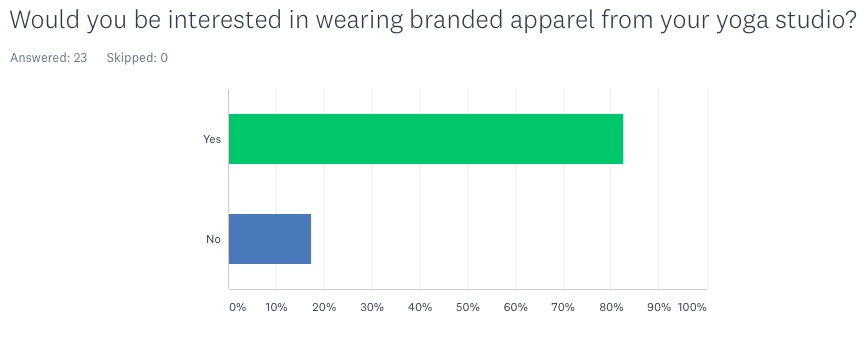 Would you be interested in wearing branded apparel from your yoga studio?
Answered: 23 Skipped: 0
Yes
No
0% 10% 20% 30% 40% 50% 60% 70% 80% 90% 100%